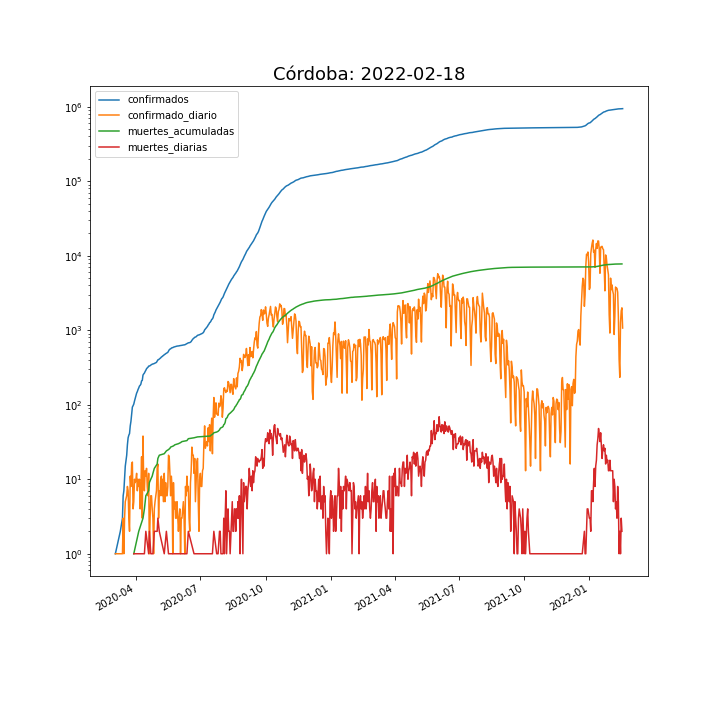 Córdoba: 2022-02-18
confirmados
confirmado_diario
muertes_acumuladas
muertes_diarias
10⁶
10⁵
10⁴
10³
10²
10¹
10⁰
2020-04 2020-07 2020-10 2021-01 2021-04 2021-07 2021-10 2022-01